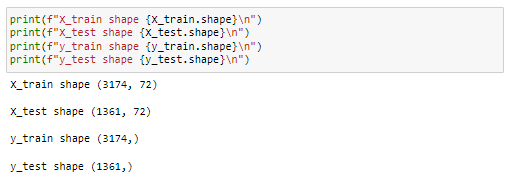 print(f"X_train shape {X_train.shape}\n")
print(f"X_test shape {X_test.shape}\n")
print(f"y_train shape {y_train.shape}\n")
print(f"y_test shape {y_test.shape}\n")
X_train shape (3174, 72)
X_test shape (1361, 72)
y_train shape (3174,)
y_test shape (1361,)